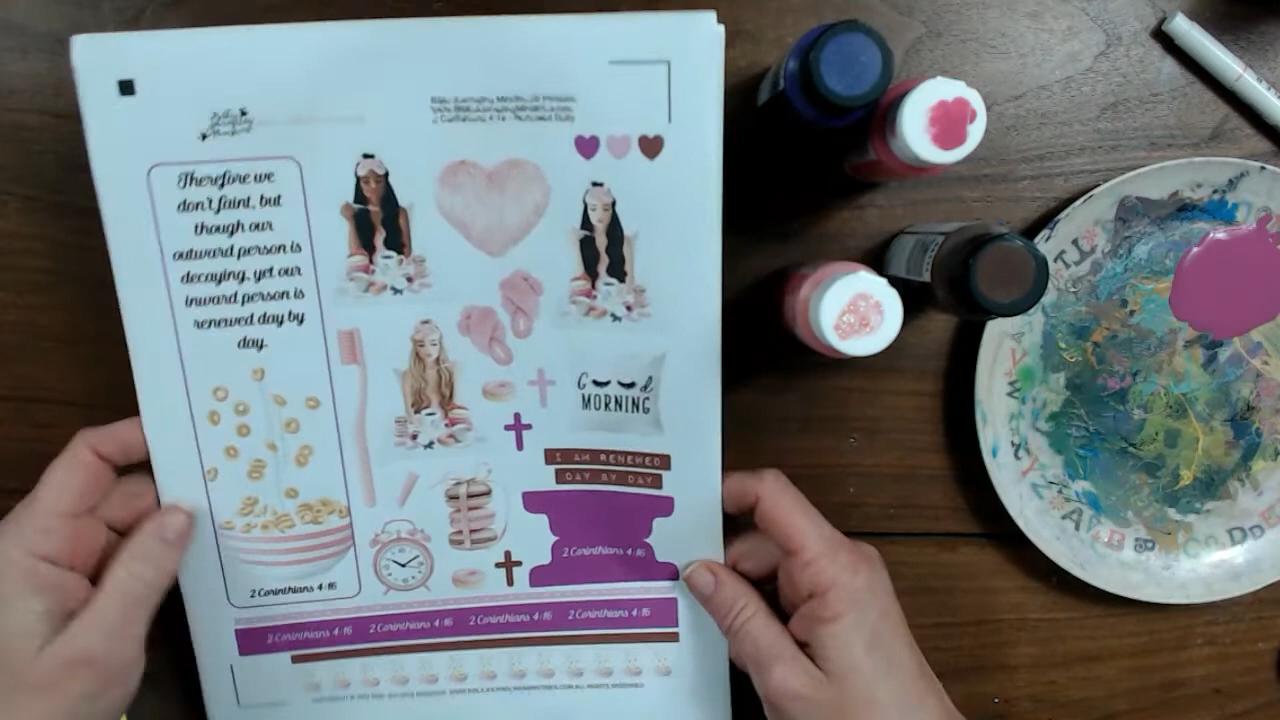 Therefore we
don't faint, but
though our
outward person is
decaying, yet our
inward person is
renewed day by
day.
2 Corinthians 4:16
Good
MORNING
I AM RENEWED
DAY BY DAY
2 Corinthians 4:16
2 Corinthians 4:16 2 Corinthians 4:16 2 Corinthians 4:16 2 Corinthians 4:16